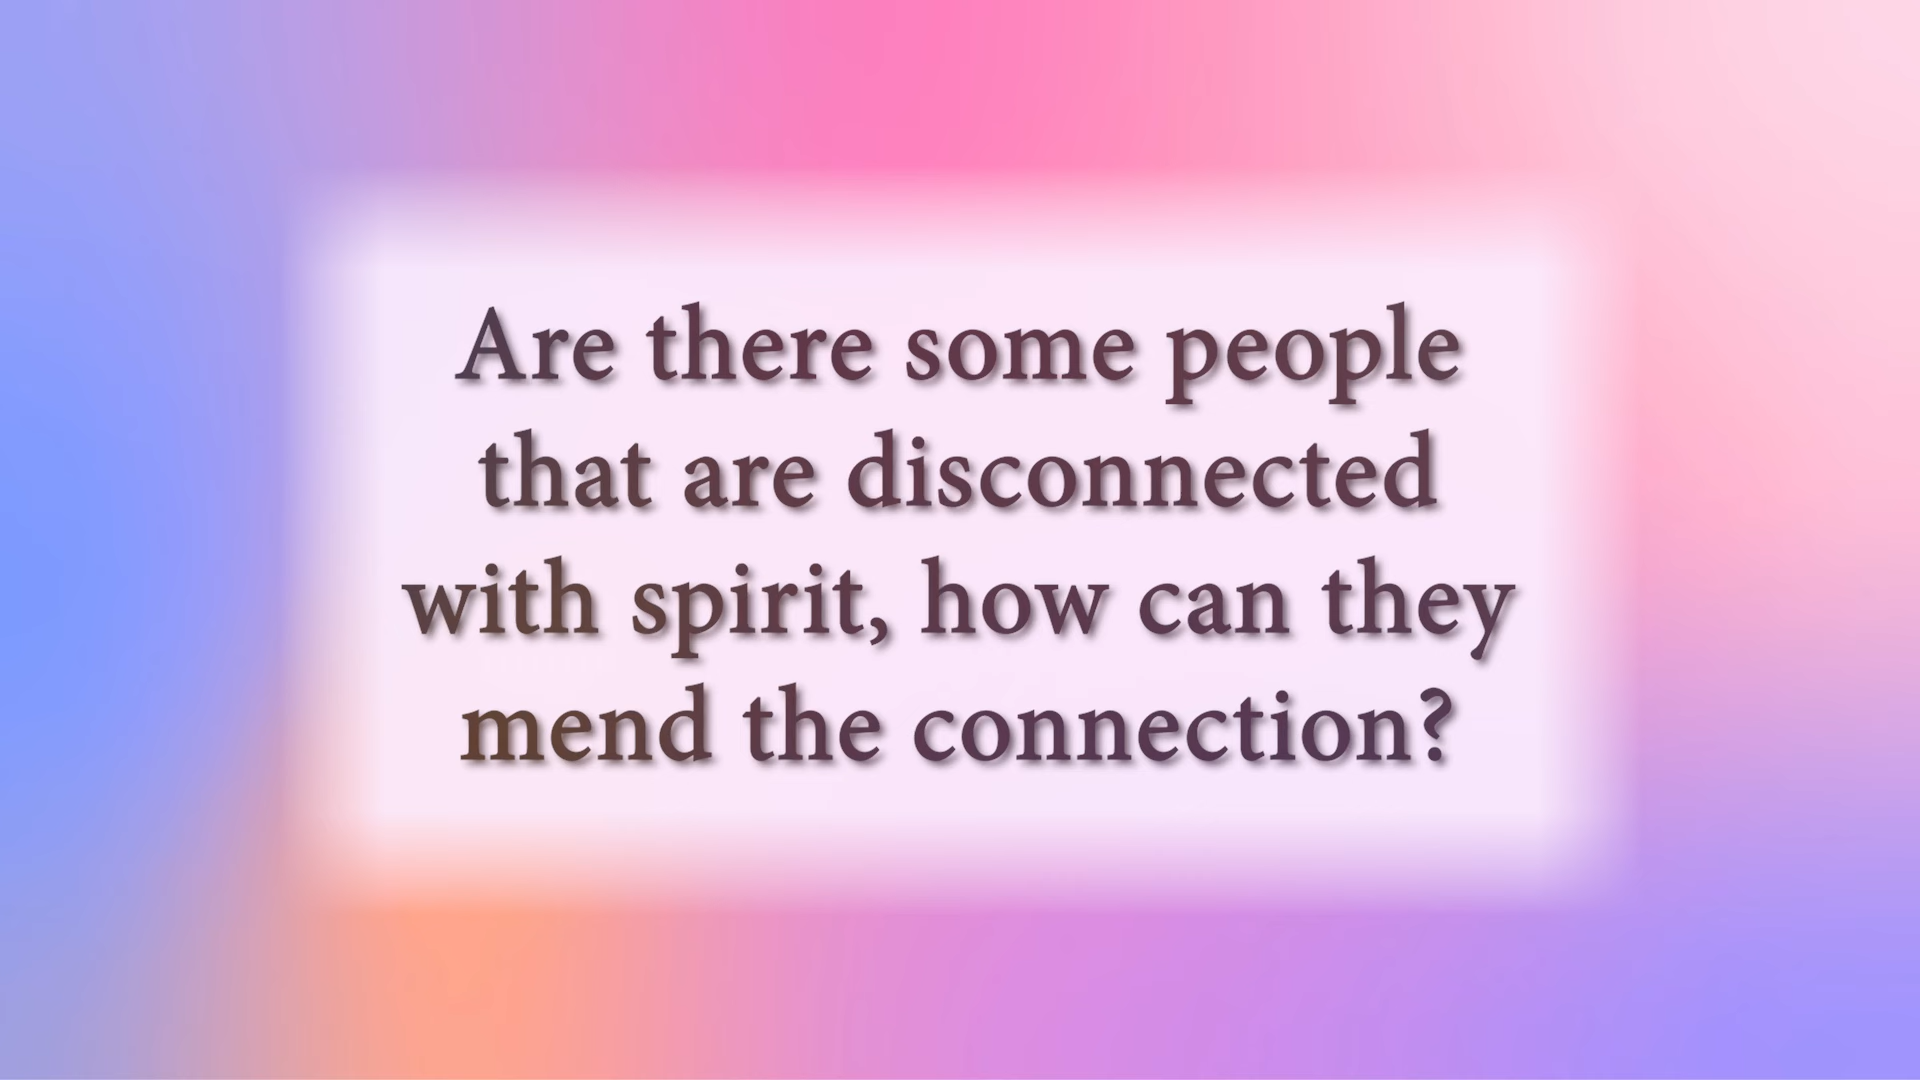 Are there some people
that are disconnected
with spirit, how can they
mend the connection?